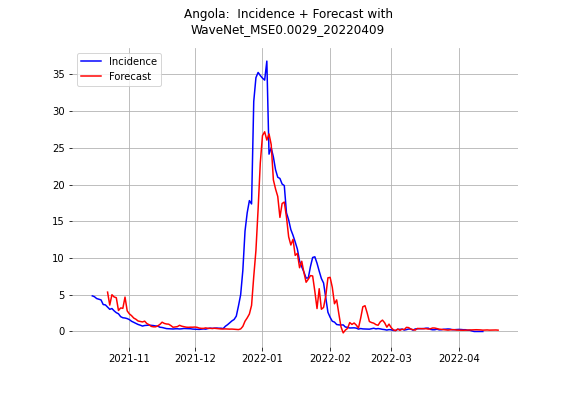 Angola:  Incidence + Forecast with
WaveNet_MSE0.0029_20220409
Incidence
Forecast
35
30
25
20
15
10
5
0
2021-11 2021-12 2022-01 2022-02 2022-03 2022-04